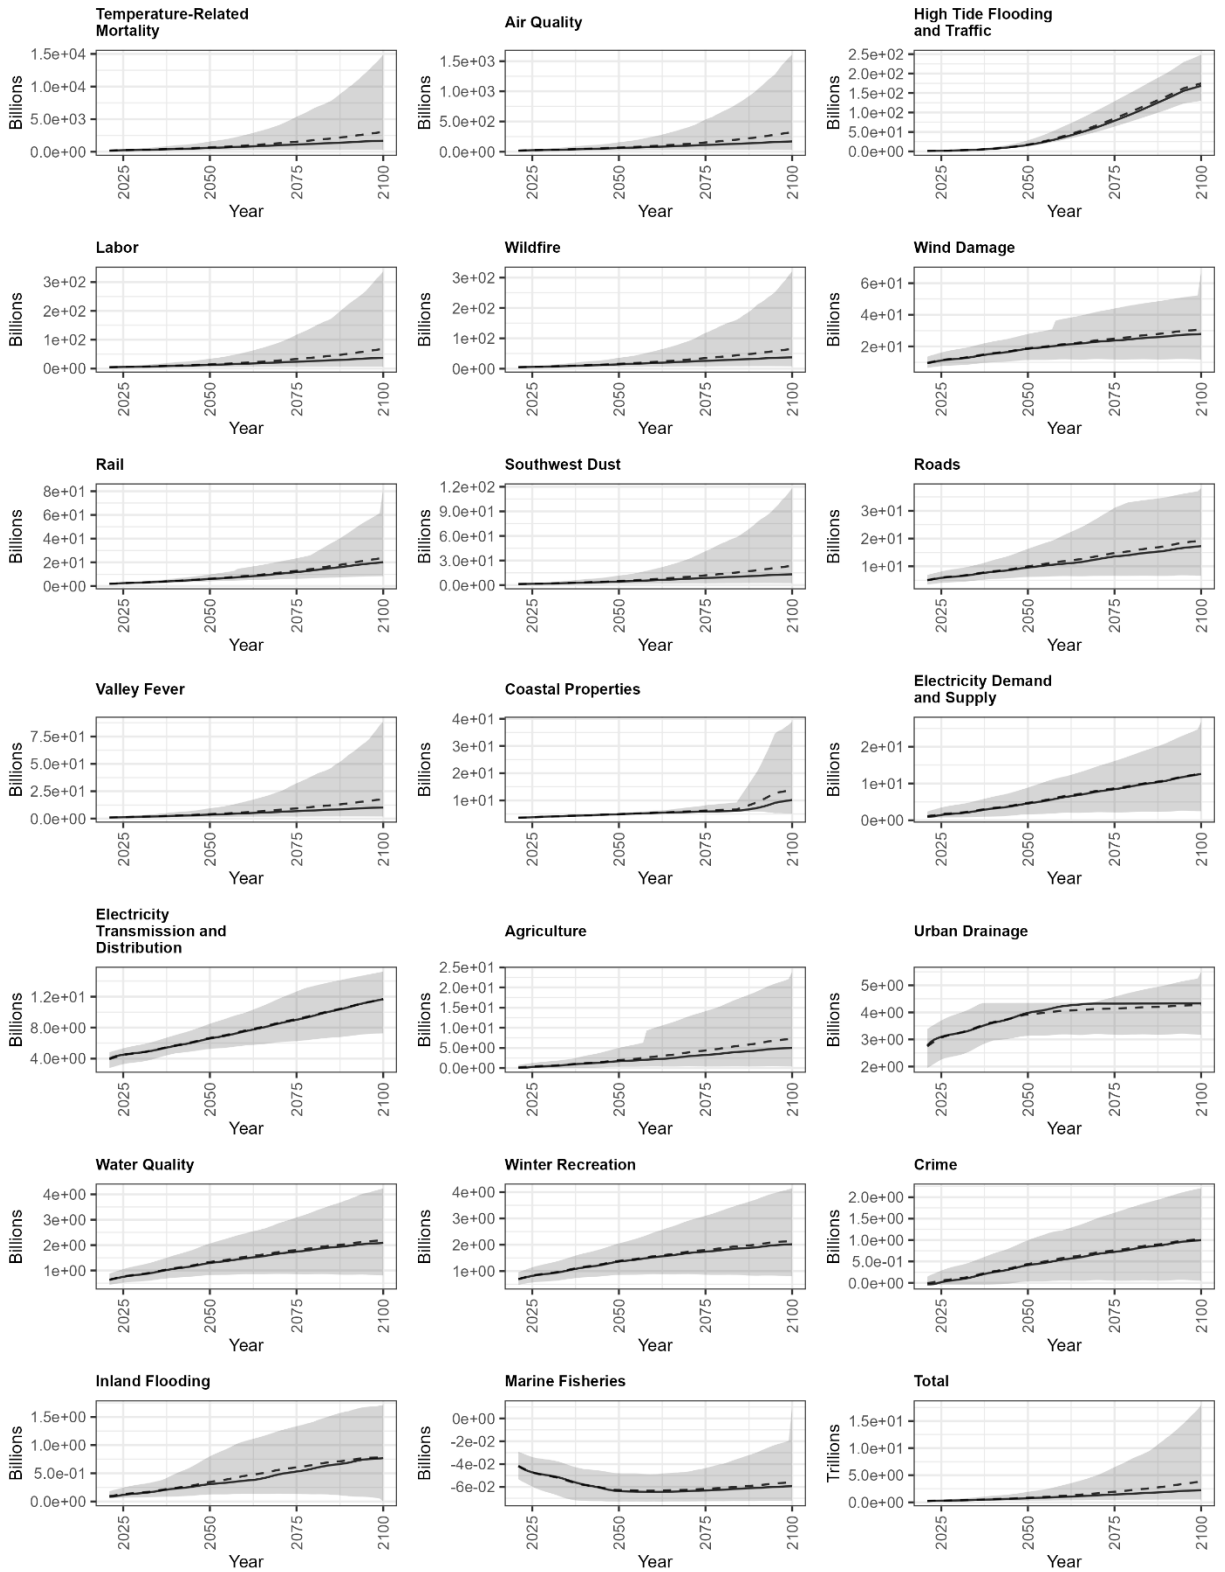 Temperature-Related
Mortality
Billions
1.5e+04
1.0e+04
5.0e+03
0.0e+00
2025
2050
2075
2100
Year
Air Quality
Billions
1.5e+03
1.0e+03
5.0e+02
0.0e+00
2025
2050
2075
2100
Year
High Tide Flooding
and Traffic
Billions
2.5e+02
2.0e+02
1.5e+02
1.0e+02
5.0e+01
0.0e+00
2025
2050
2075
2100
Year
Labor
Billions
3e+02
2e+02
1e+02
0e+00
2025
2050
2075
2100
Year
Wildfire
Billions
3e+02
2e+02
1e+02
0e+00
2025
2050
2075
2100
Year
Wind Damage
Billions
6e+01
4e+01
2e+01
2025
2050
2075
2100
Year
Rail
Billions
8e+01
6e+01
4e+01
2e+01
0e+00
2025
2050
2075
2100
Year
Southwest Dust
Billions
1.2e+02
9.0e+01
6.0e+01
3.0e+01
0.0e+00
2025
2050
2075
2100
Year
Roads
Billions
3e+01
2e+01
1e+01
2025
2050
2075
2100
Year
Valley Fever
Billions
7.5e+01
5.0e+01
2.5e+01
0.0e+00
2025
2050
2075
2100
Year
Coastal Properties
Billions
4e+01
3e+01
2e+01
1e+01
2025
2050
2075
2100
Year
Electricity Demand
and Supply
Billions
2e+01
1e+01
0e+00
2025
2050
2075
2100
Year
Electricity
Transmission and
Distribution
Billions
1.2e+01
8.0e+00
4.0e+00
2025
2050
2075
2100
Year
Agriculture
Billions
2.5e+01
2.0e+01
1.5e+01
1.0e+01
5.0e+00
0.0e+00
2025
2050
2075
2100
Year
Urban Drainage
Billions
5e+00
4e+00
3e+00
2e+00
2025
2050
2075
2100
Year
Water Quality
Billions
4e+00
3e+00
2e+00
1e+00
2025
2050
2075
2100
Year
Winter Recreation
Billions
4e+00
3e+00
2e+00
1e+00
2025
2050
2075
2100
Year
Crime
Billions
2.0e+00
1.5e+00
1.0e+00
5.0e-01
0.0e+00
2025
2050
2075
2100
Year
Inland Flooding
Billions
1.5e+00
1.0e+00
5.0e-01
0.0e+00
2025
2050
2075
2100
Year
Marine Fisheries
Billions
0e+00
-2e-02
-4e-02
-6e-02
2025
2050
2075
2100
Year
Total
Trillions
1.5e+01
1.0e+01
5.0e+00
0.0e+00
2025
2050
2075
2100
Year